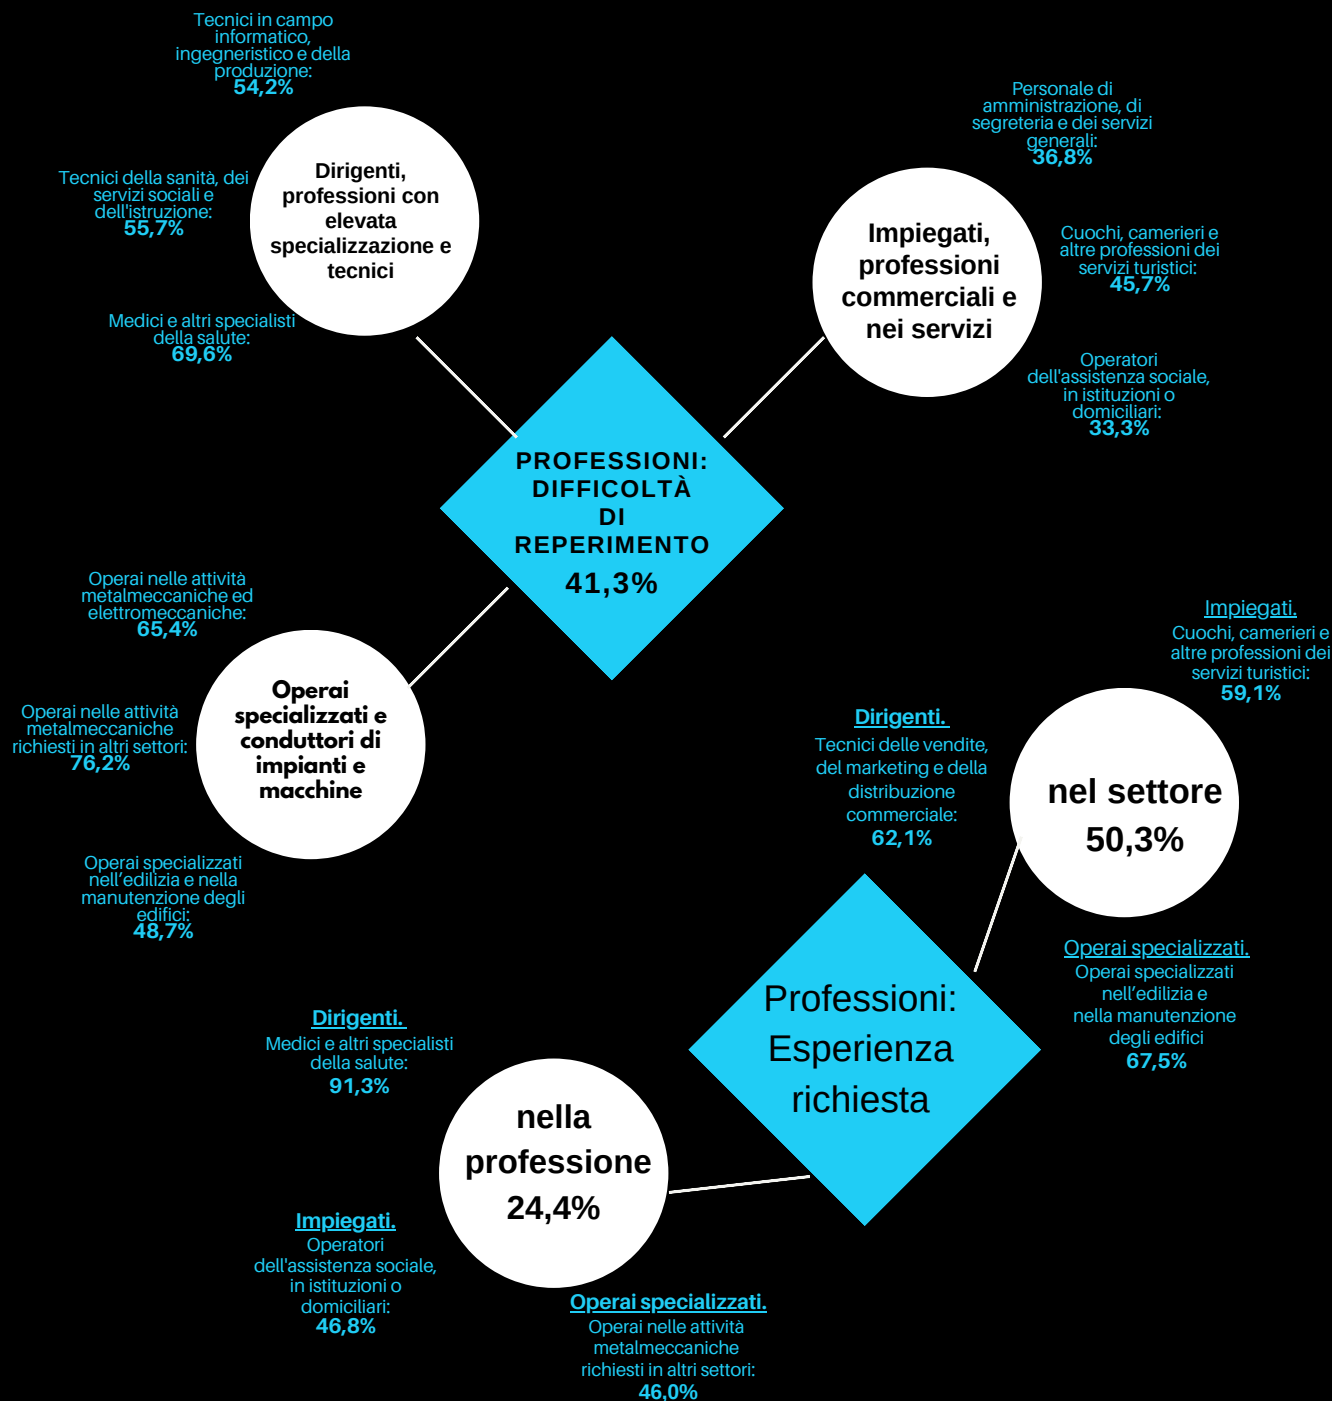 Tecnici in campo
informatico,
ingegneristico e della
produzione:
54,2%
Tecnici della sanità, dei
servizi sociali e
dell'istruzione:
55,7%
Medici e altri specialisti
della salute:
69,6%
Dirigenti,
professioni con
elevata
specializzazione e
tecnici
Personale di
amministrazione, di
segreteria e dei servizi
generali:
36,8%
Cuochi, camerieri e
altre professioni dei
servizi turistici:
45,7%
Operatori
dell'assistenza sociale,
in istituzioni o
domiciliari:
33,3%
Impiegati,
professioni
commerciali e
nei servizi
PROFESSIONI:
DIFFICOLTÀ
DI
REPERIMENTO
41,3%
Operai nelle attività
metalmeccaniche ed
elettromeccaniche:
65,4%
Operai nelle attività
metalmeccaniche
richiesti in altri settori:
76,2%
Operai specializzati
nell’edilizia e nella
manutenzione degli
edifici:
48,7%
Operai
specializzati e
conduttori di
impianti e
macchine
Impiegati.
Cuochi, camerieri e
altre professioni dei
servizi turistici:
59,1%
Dirigenti.
Tecnici delle vendite,
del marketing e della
distribuzione
commerciale:
62,1%
nel settore
50,3%
Operai specializzati.
Operai specializzati
nell’edilizia e
nella manutenzione
degli edifici
67,5%
Professioni:
Esperienza
richiesta
Dirigenti.
Medici e altri specialisti
della salute:
91,3%
nella
professione
24,4%
Impiegati.
Operatori
dell'assistenza sociale,
in istituzioni o
domiciliari:
46,8%
Operai specializzati.
Operai nelle attività
metalmeccaniche
richiesti in altri settori:
46,0%